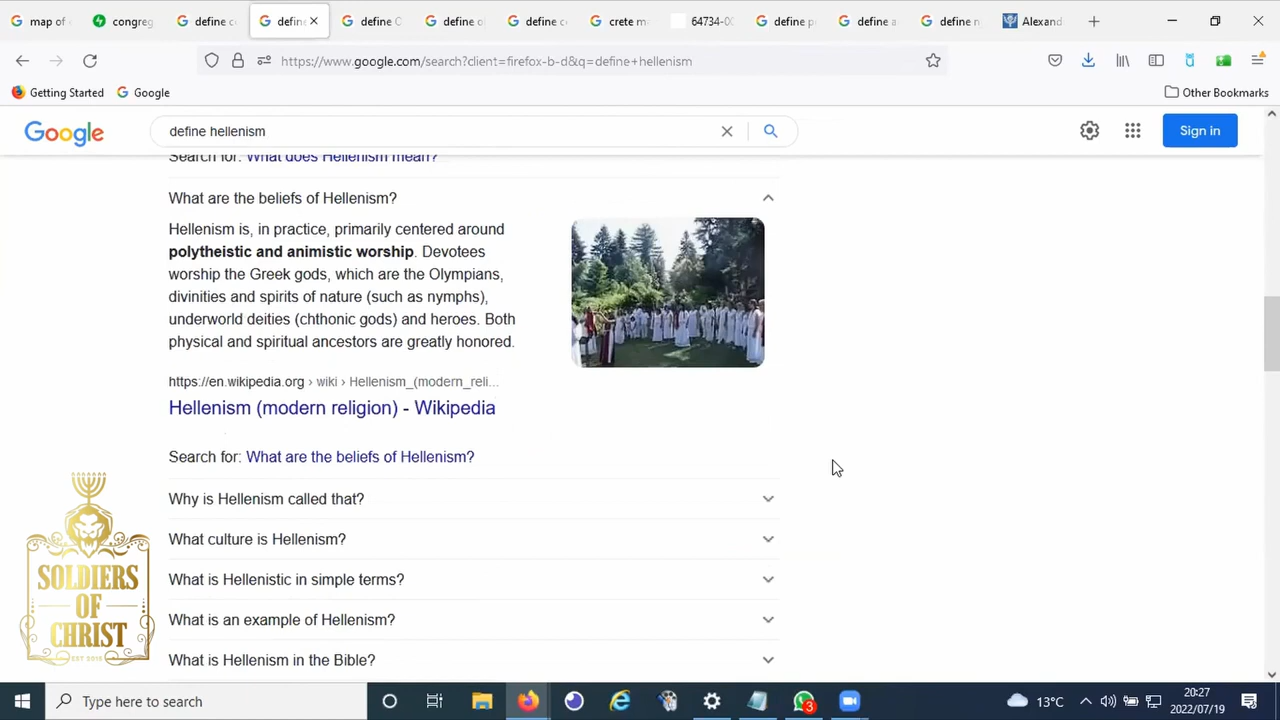 map of
congreg
define c
define
define C
define ol
define c
crete m
64734-00
define p
define a
define n
Alexand
https://www.google.com/search?client=firefox-b-d&q=define+hellenism
Getting Started
Google
Other Bookmarks
Google
define hellenism
Sign in
Search for: What does Hellenism mean?
What are the beliefs of Hellenism?
Hellenism is, in practice, primarily centered around
polytheistic and animistic worship. Devotees
worship the Greek gods, which are the Olympians,
divinities and spirits of nature (such as nymphs),
underworld deities (chthonic gods) and heroes. Both
physical and spiritual ancestors are greatly honored.
https://en.wikipedia.org › wiki › Hellenism_(modern_reli...
Hellenism (modern religion) - Wikipedia
Search for: What are the beliefs of Hellenism?
Why is Hellenism called that?
What culture is Hellenism?
What is Hellenistic in simple terms?
What is an example of Hellenism?
What is Hellenism in the Bible?
SOLDIERS
OF
CHRIST
EST 2015
Type here to search
3
13°C
20:27
2022/07/19